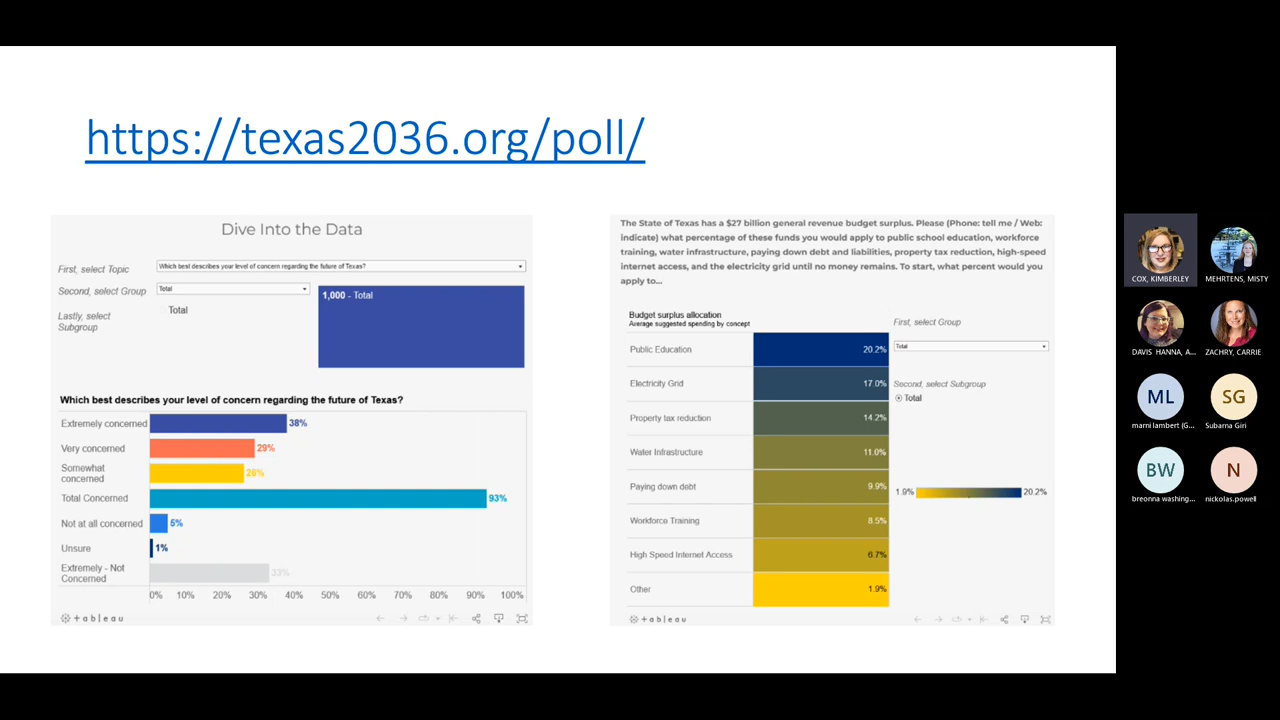 https://texas2036.org/poll/
Dive Into the Data
First, select Topic
Which best describes your level of concern regarding the future of Texas?
Second, select Group
Total
Lastly, select
Subgroup
Total
1,000 - Total
Which best describes your level of concern regarding the future of Texas?
Extremely concerned
38%
Very concerned
29%
Somewhat
concerned
26%
Total Concerned
93%
Not at all concerned
5%
Unsure
1%
Extremely - Not
Concerned
33%
0% 10% 20% 30% 40% 50% 60% 70% 80% 90% 100%
+ableau
The State of Texas has a $27 billion general revenue budget surplus. Please (Phone: tell me / Web:
indicate) what percentage of these funds you would apply to public school education, workforce
training, water infrastructure, paying down debt and liabilities, property tax reduction, high-speed
internet access, and the electricity grid until no money remains. To start, what percent would you
apply to...
Budget surplus allocation
Average suggested spending by concept
Public Education
20.2%
Electricity Grid
17.0%
Property tax reduction
14.2%
Water Infrastructure
11.0%
Paying down debt
9.9%
Workforce Training
8.5%
High Speed Internet Access
6.7%
Other
1.9%
First, select Group
Total
Second, select Subgroup
Total
1.9%
20.2%
+ableau
COX, KIMBERLEY
MEHRTENS, MISTY
DAVIS HANNA, A...
ZACHRY, CARRIE
ML
marni lambert (G...
SG
Subarna Giri
BW
breonna washing...
N
nickolas.powell